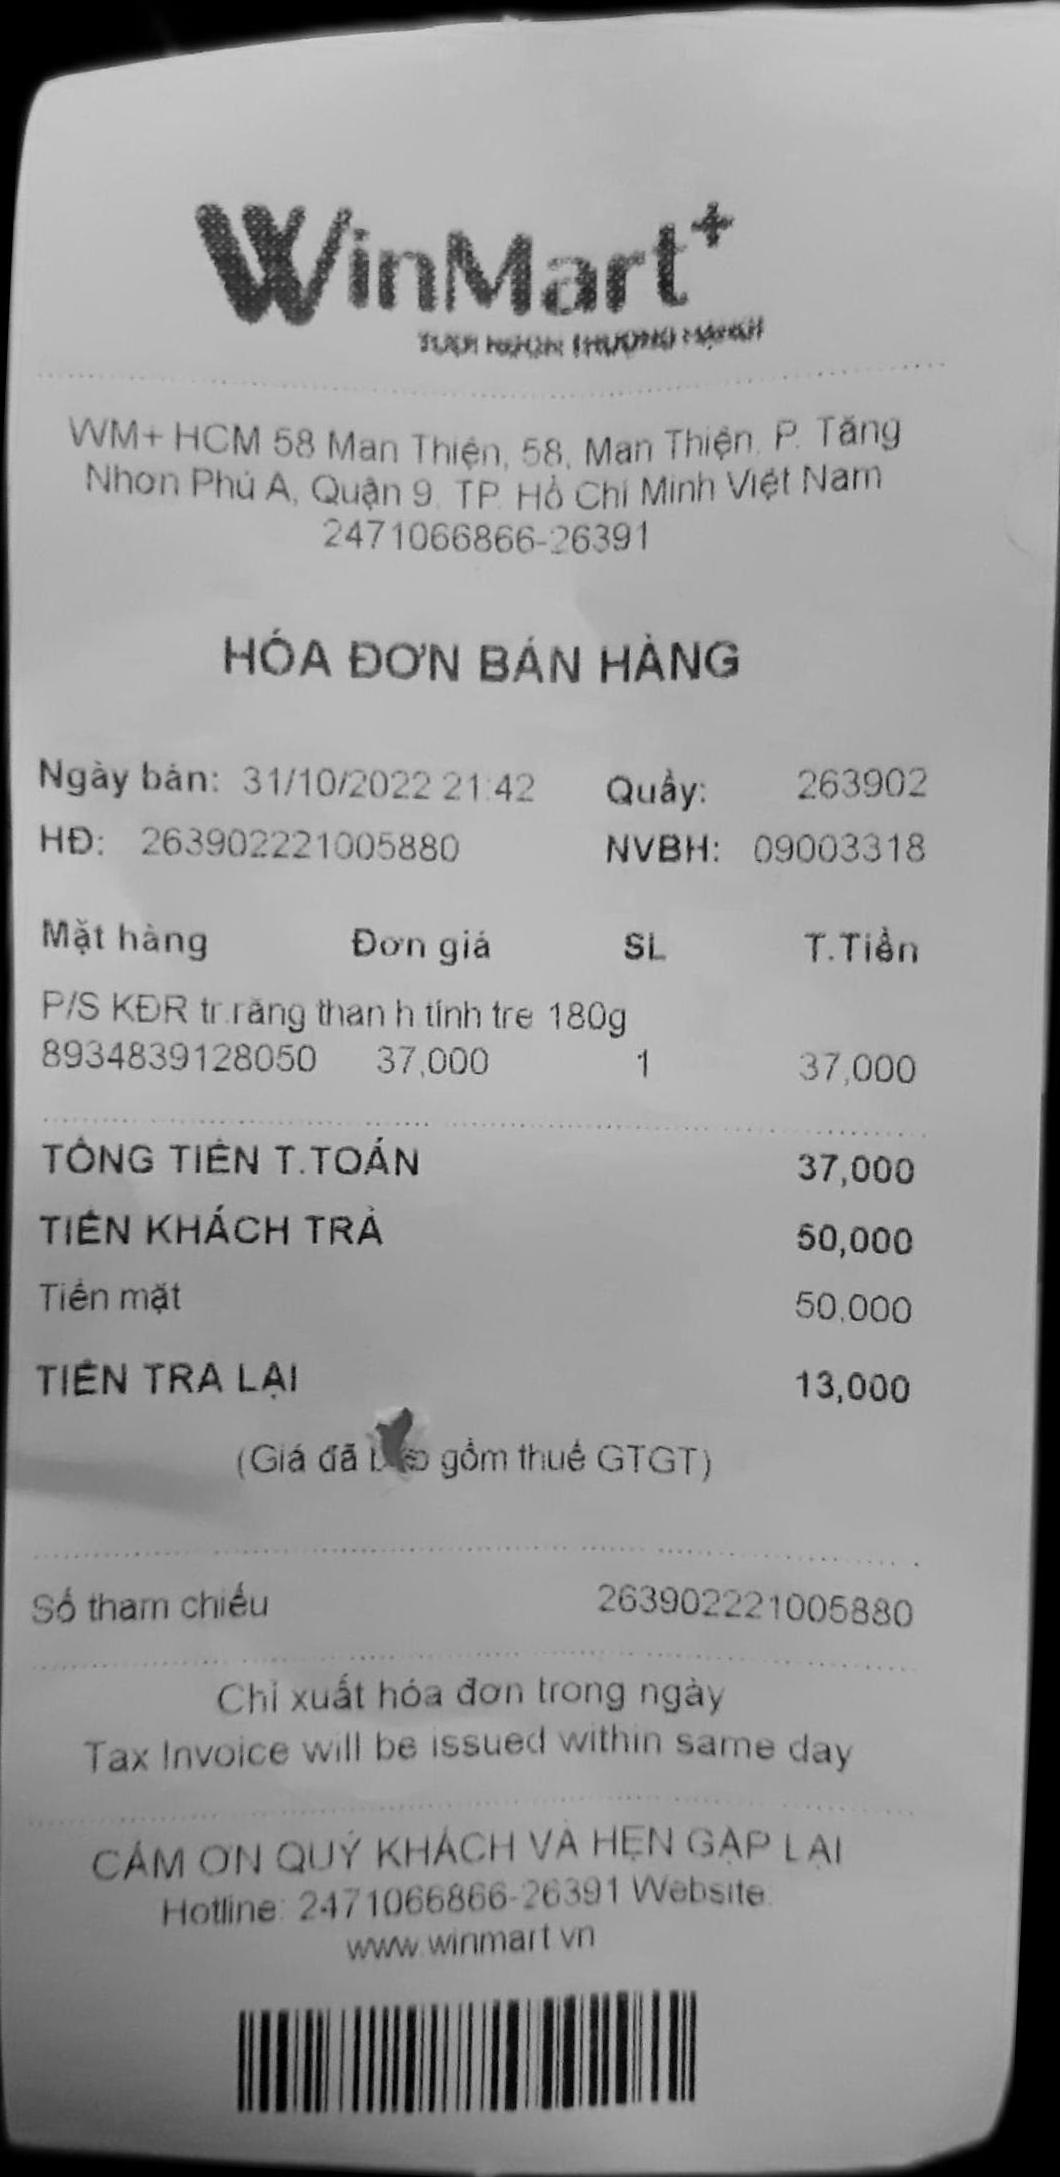 WinMart+
WM+ HCM 58 Man Thiện, 58, Man Thiện, P. Tăng
Nhơn Phú A, Quận 9, TP. Hồ Chí Minh Việt Nam
2471066866-26391
HÓA ĐƠN BÁN HÀNG
Ngày bán: 31/10/2022 21:42 Quầy: 263902
HĐ: 263902221005880 NVBH: 09003318
Mặt hàng Đơn giá SL T.Tiền
P/S KĐR tr.răng than h tính tre 180g
8934839128050 37,000 1 37,000
TỔNG TIỀN T.TOÁN 37,000
TIỀN KHÁCH TRẢ 50,000
Tiền mặt 50,000
TIỀN TRẢ LẠI 13,000
(Giá đã gồm thuế GTGT)
Số tham chiếu 263902221005880
Chỉ xuất hóa đơn trong ngày
Tax Invoice will be issued within same day
CẢM ƠN QUÝ KHÁCH VÀ HẸN GẶP LẠI
Hotline: 2471066866-26391 Website:
www.winmart.vn